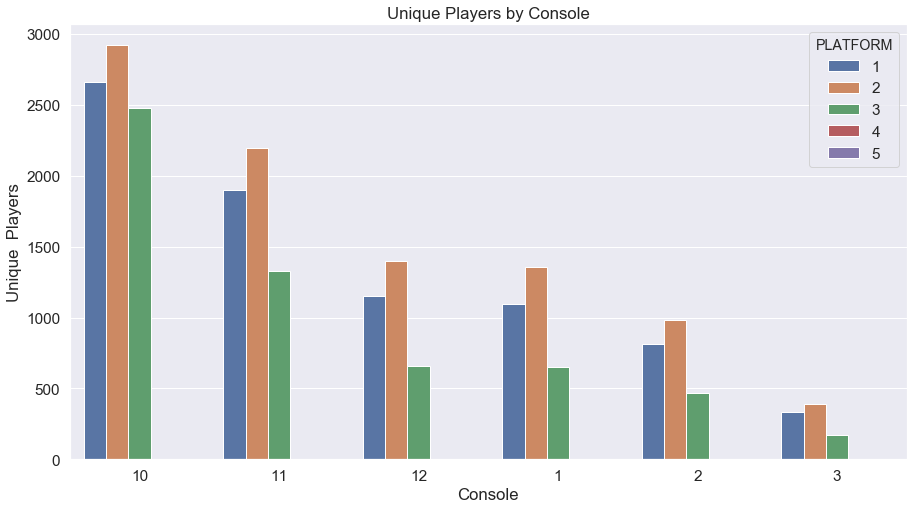 Unique Players by Console
3000
2500
2000
1500
1000
500
0
Unique  Players
PLATFORM
1
2
3
4
5
10 11 12 1 2 3
Console